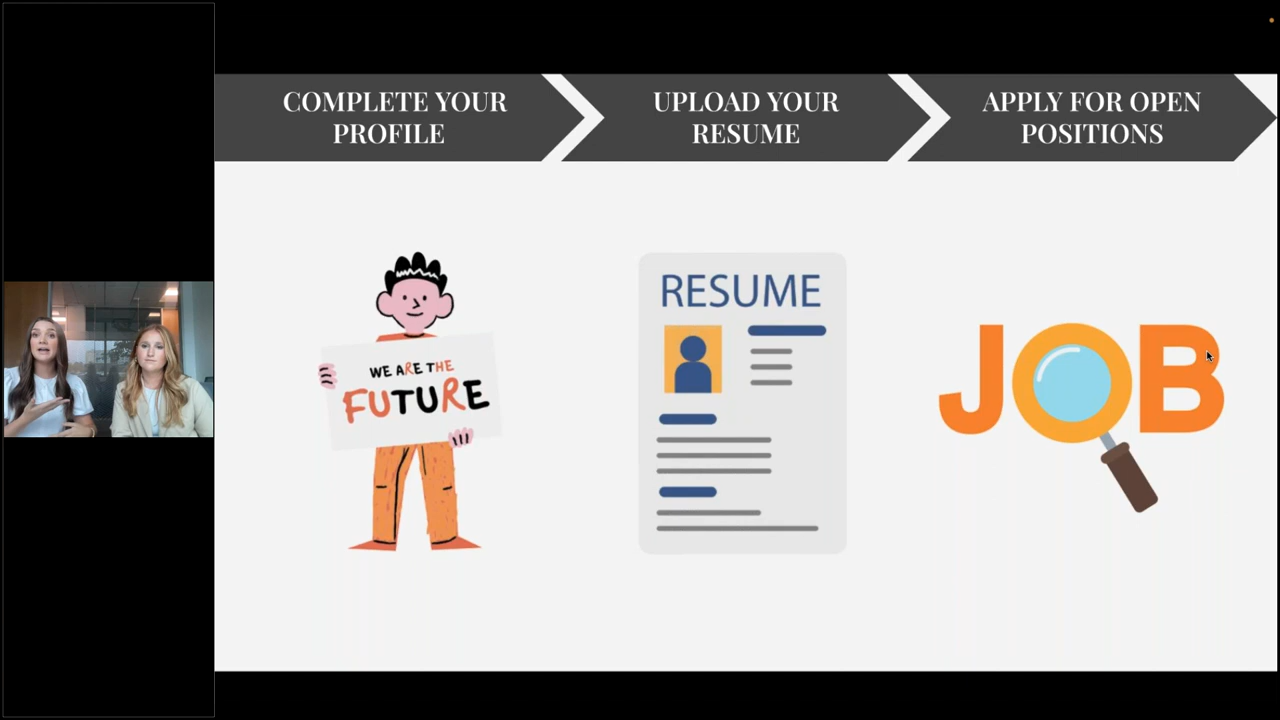 COMPLETE YOUR
PROFILE
UPLOAD YOUR
RESUME
APPLY FOR OPEN
POSITIONS
WE ARE THE
FUTURE
RESUME
JOB